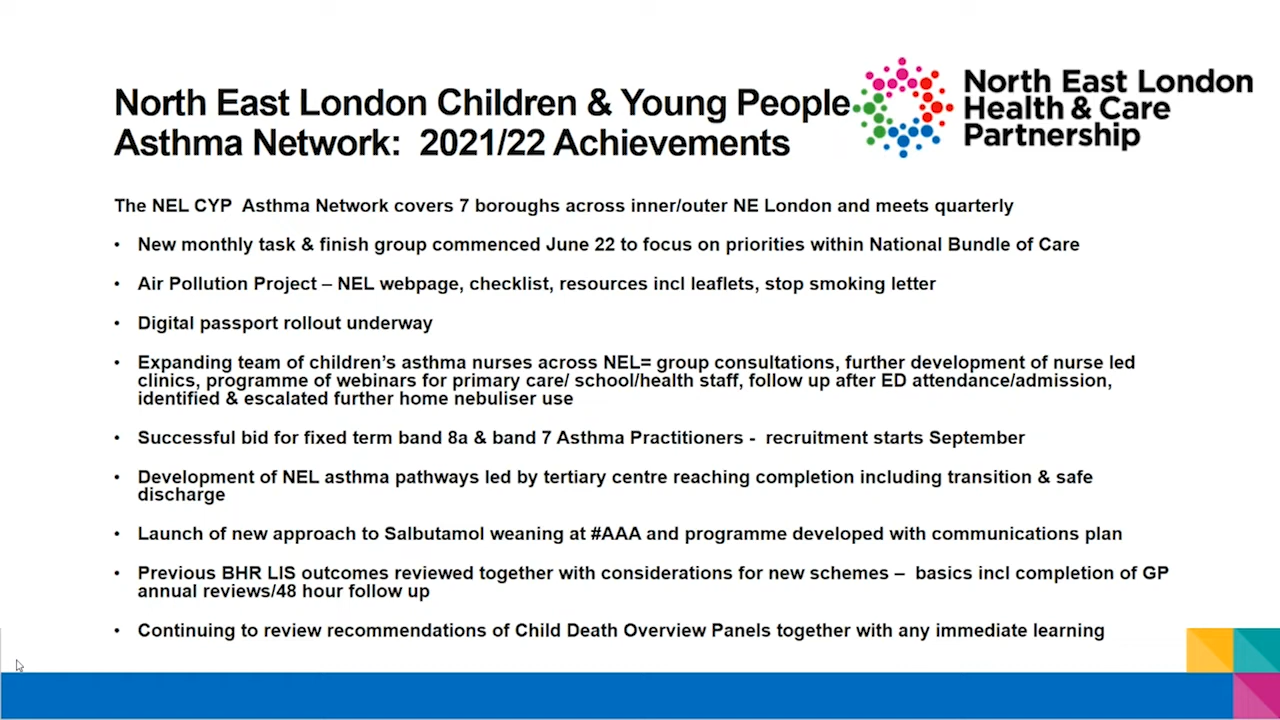 North East London Children & Young People
Asthma Network:  2021/22 Achievements
North East London
Health & Care
Partnership
The NEL CYP  Asthma Network covers 7 boroughs across inner/outer NE London and meets quarterly
• New monthly task & finish group commenced June 22 to focus on priorities within National Bundle of Care
• Air Pollution Project – NEL webpage, checklist, resources incl leaflets, stop smoking letter
• Digital passport rollout underway
• Expanding team of children’s asthma nurses across NEL= group consultations, further development of nurse led
clinics, programme of webinars for primary care/ school/health staff, follow up after ED attendance/admission,
identified & escalated further home nebuliser use
• Successful bid for fixed term band 8a & band 7 Asthma Practitioners -  recruitment starts September
• Development of NEL asthma pathways led by tertiary centre reaching completion including transition & safe
discharge
• Launch of new approach to Salbutamol weaning at #AAA and programme developed with communications plan
• Previous BHR LIS outcomes reviewed together with considerations for new schemes –  basics incl completion of GP
annual reviews/48 hour follow up
• Continuing to review recommendations of Child Death Overview Panels together with any immediate learning